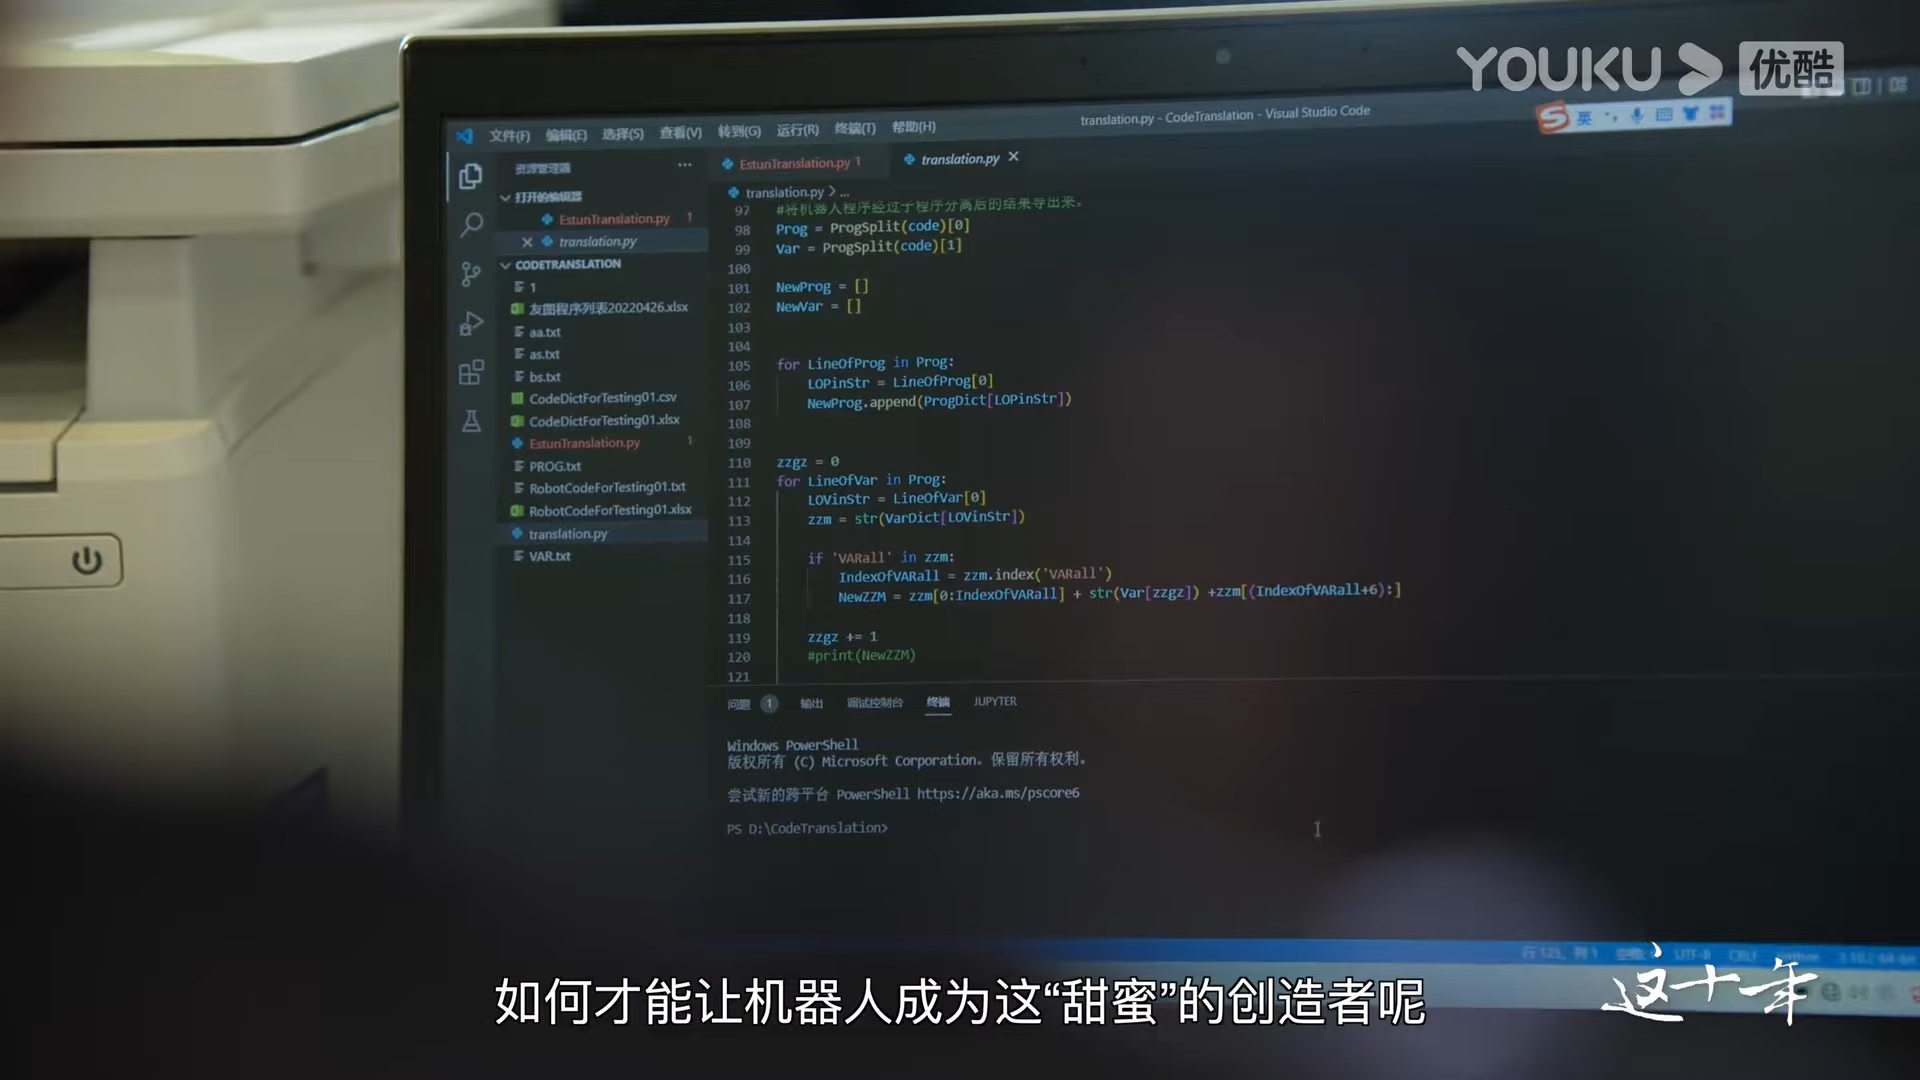 YOUKU 优酷
文件(F) 编辑(E) 选择(S) 查看(V) 转到(G) 运行(R) 终端(T) 帮助(H)
translation.py - CodeTranslation - Visual Studio Code
英
资源管理器 ···
打开的编辑器
EstunTranslation.py 1
translation.py
CODETRANSLATION
1
友图程序列表20220426.xlsx
aa.txt
as.txt
bs.txt
CodeDictForTesting01.csv
CodeDictForTesting01.xlsx
EstunTranslation.py 1
PROG.txt
RobotCodeForTesting01.txt
RobotCodeForTesting01.xlsx
translation.py
VAR.txt
EstunTranslation.py 1
translation.py
translation.py > ...
97 #将机器人程序经过子程序分离后的结果导出来。
98 Prog = ProgSplit(code)[0]
99 Var = ProgSplit(code)[1]
100
101 NewProg = []
102 NewVar = []
103
104
105 for LineOfProg in Prog:
106 LOPinStr = LineOfProg[0]
107 NewProg.append(ProgDict[LOPinStr])
108
109
110 zzgz = 0
111 for LineOfVar in Prog:
112 LOVinStr = LineOfVar[0]
113 zzm = str(VarDict[LOVinStr])
114
115 if 'VARall' in zzm:
116 IndexOfVARall = zzm.index('VARall')
117 NewZZM = zzm[0:IndexOfVARall] + str(Var[zzgz]) +zzm[(IndexOfVARall+6):]
118
119 zzgz += 1
120 #print(NewZZM)
121
问题 1 输出 调试控制台 终端 JUPYTER
Windows PowerShell
版权所有 (C) Microsoft Corporation。保留所有权利。
尝试新的跨平台 PowerShell https://aka.ms/pscore6
PS D:\CodeTranslation>
UTF-8 CRLF
这十年
如何才能让机器人成为这“甜蜜”的创造者呢